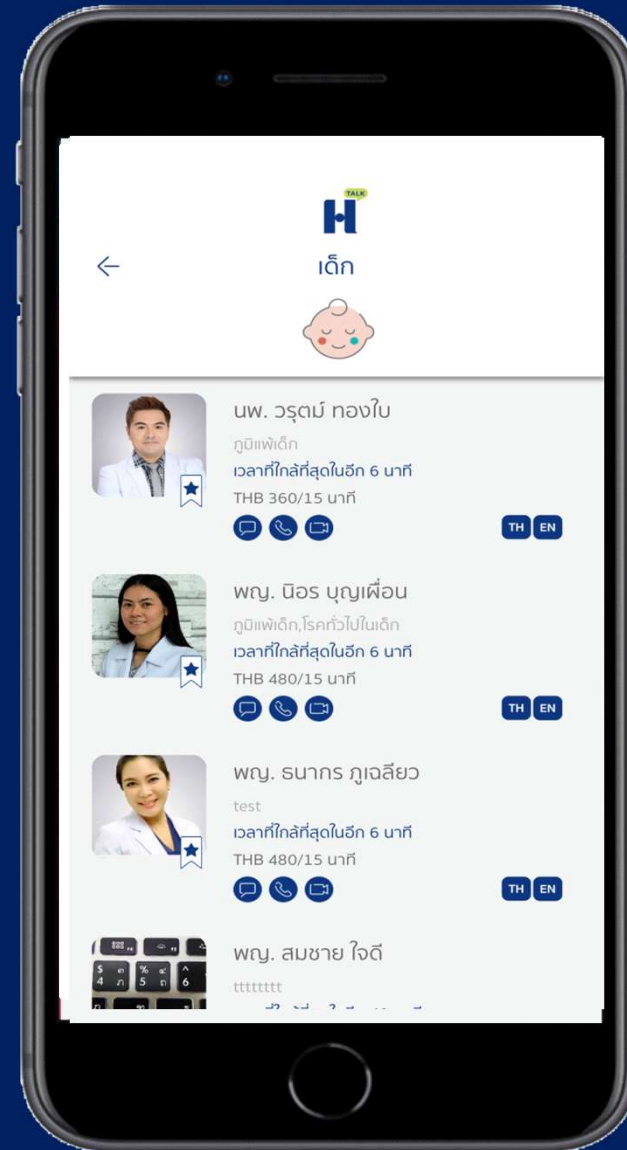 TALK
H
เด็ก
นพ. วรุตม์ ทองใบ
ภูมิแพ้เด็ก
เวลาที่ใกล้ที่สุดในอีก 6 นาที
THB 360/15 นาที
TH EN
พญ. นิอร บุญเผื่อน
ภูมิแพ้เด็ก,โรคทั่วไปในเด็ก
เวลาที่ใกล้ที่สุดในอีก 6 นาที
THB 480/15 นาที
TH EN
พญ. ธนากร ภูเฉลียว
test
เวลาที่ใกล้ที่สุดในอีก 6 นาที
THB 480/15 นาที
TH EN
พญ. สมชาย ใจดี
tttttttt